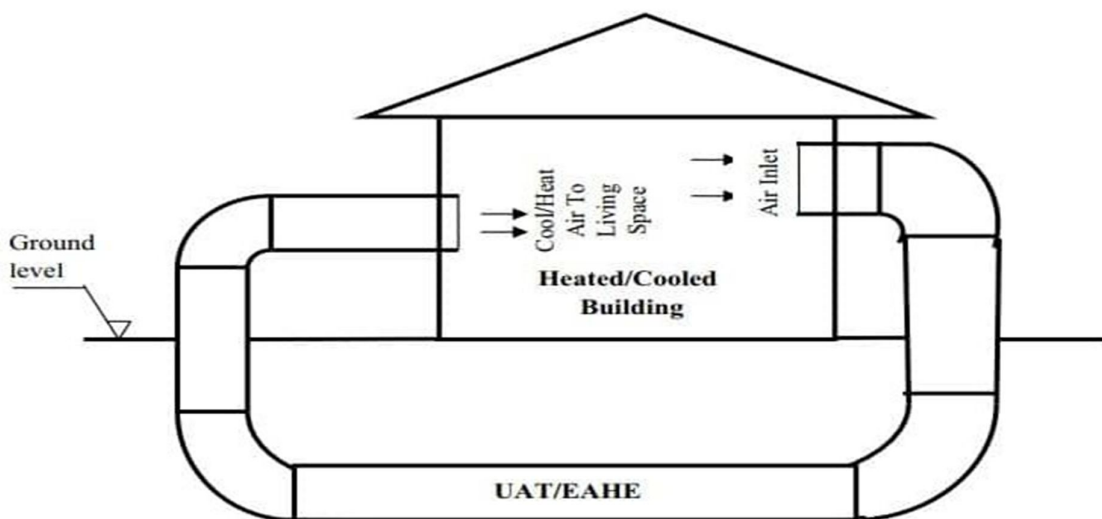 Ground
level
Cool/Heat
Air To
Living
Space
Air Inlet
Heated/Cooled
Building
UAT/EAHE